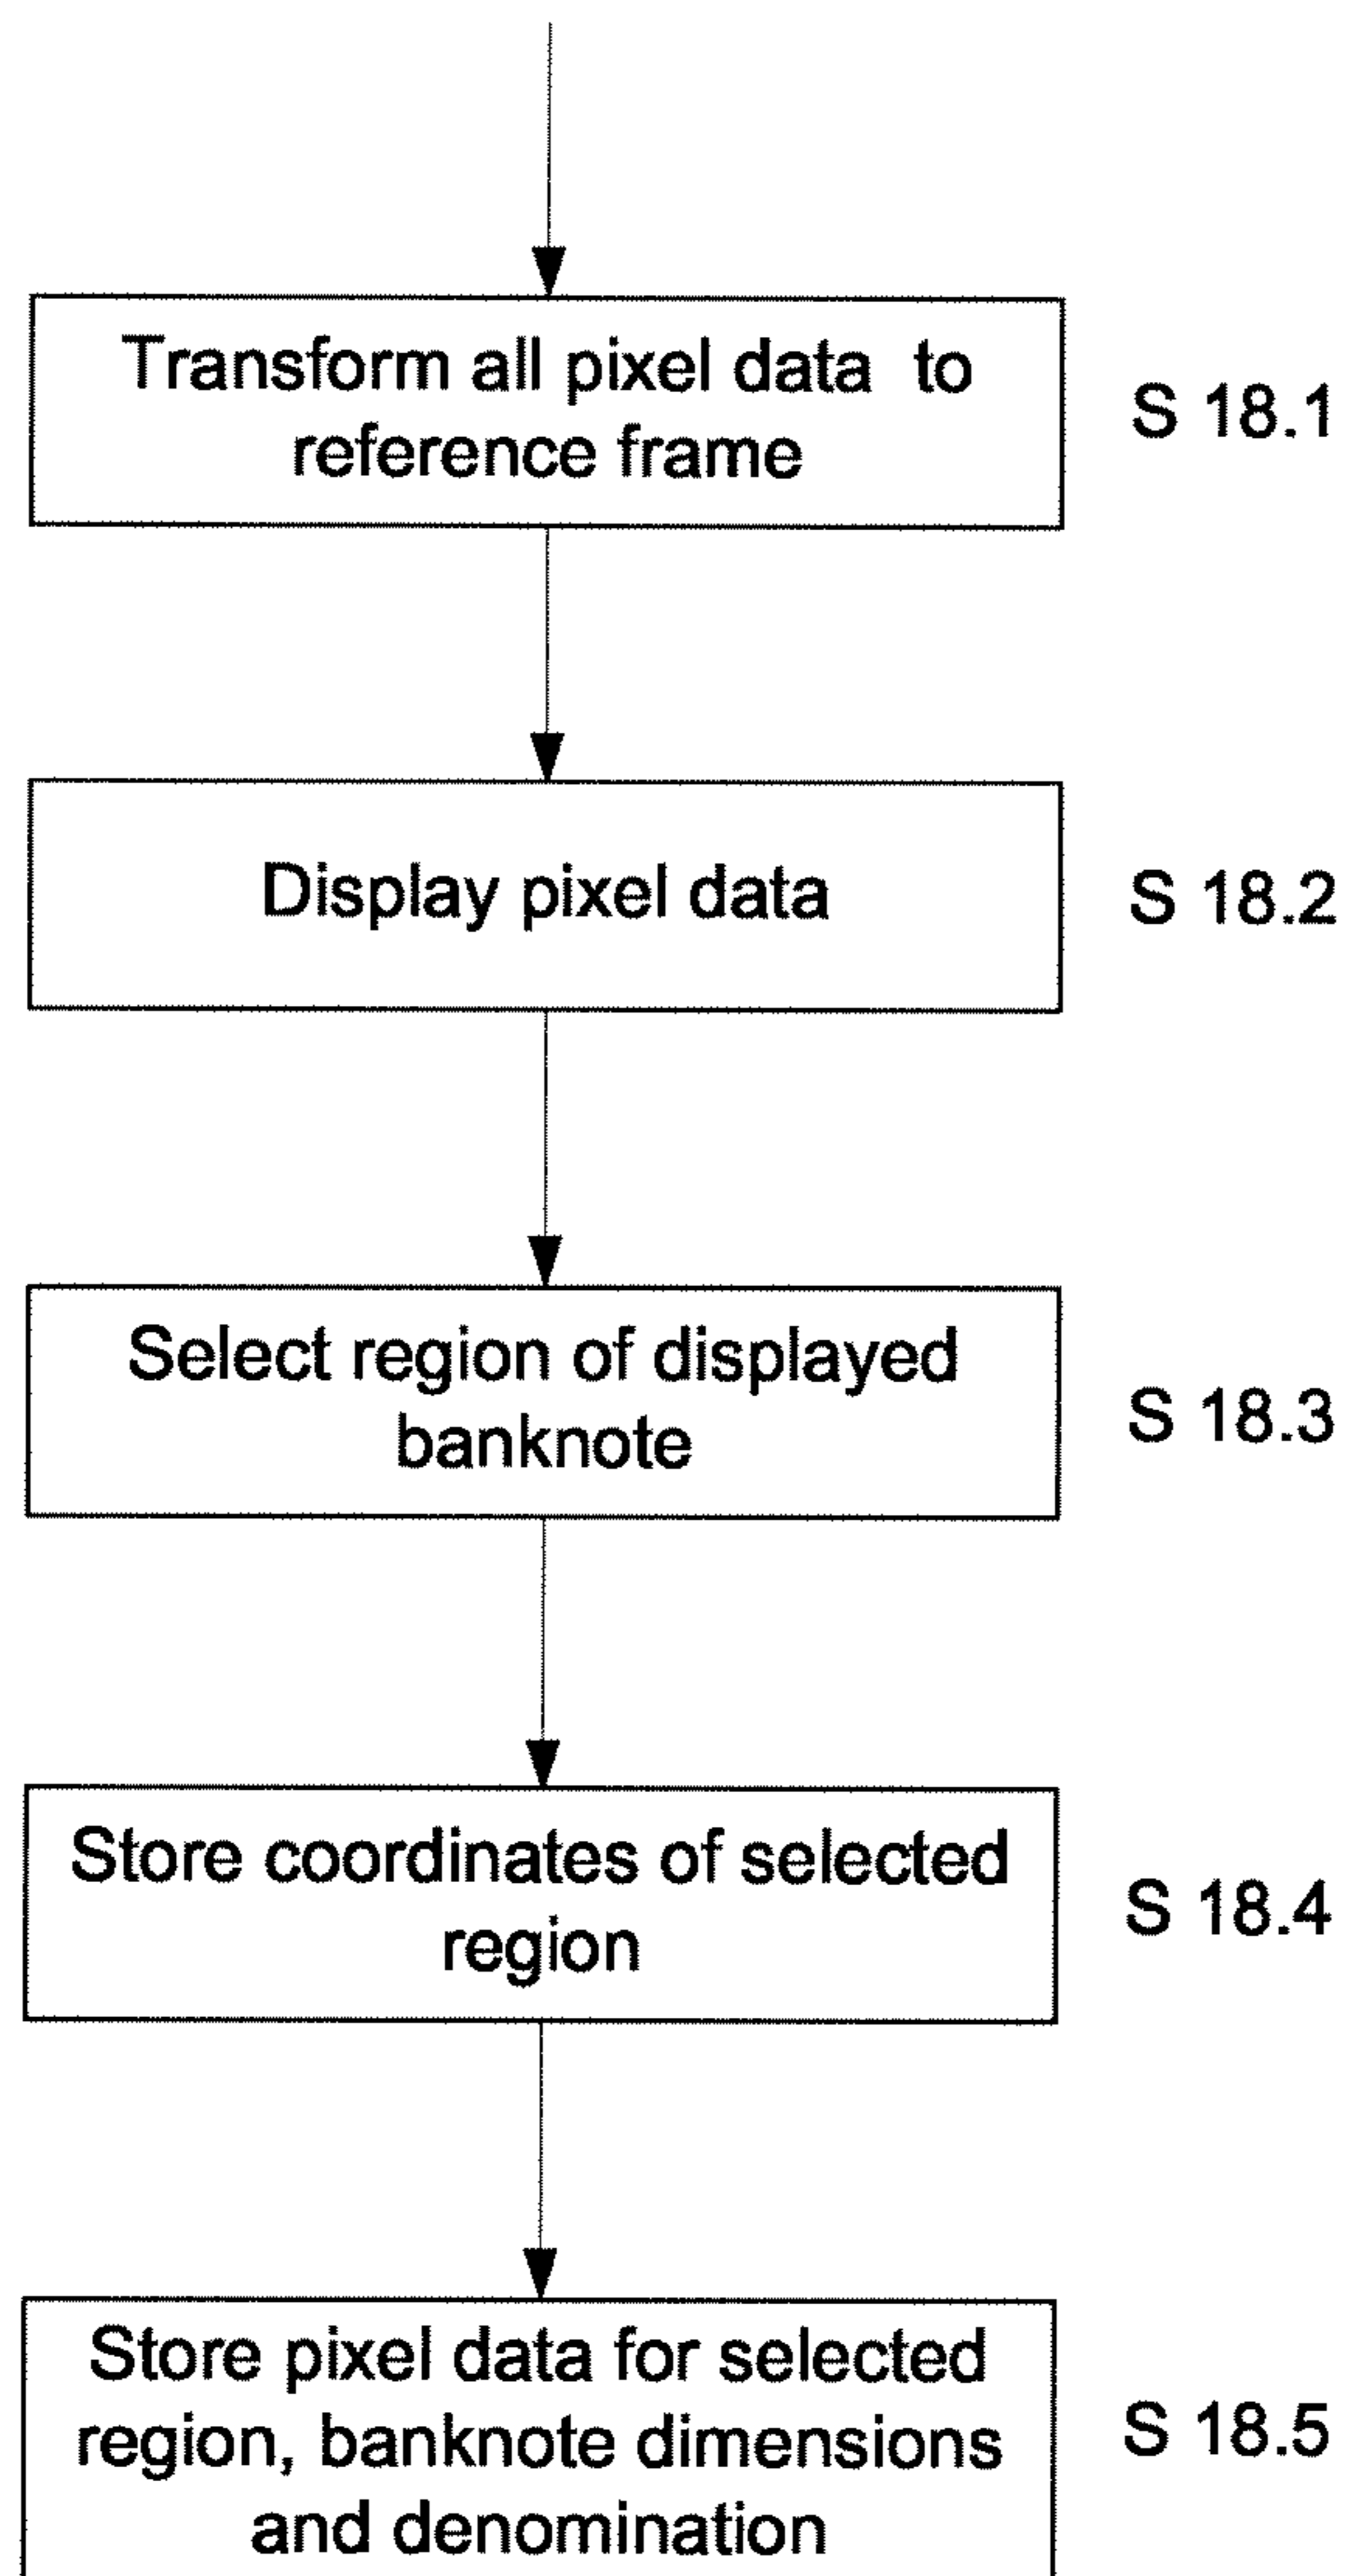 Transform all pixel data to
reference frame
S 18.1
Display pixel data
S 18.2
Select region of displayed
banknote
S 18.3
Store coordinates of selected
region
S 18.4
Store pixel data for selected
region, banknote dimensions
and denomination
S 18.5